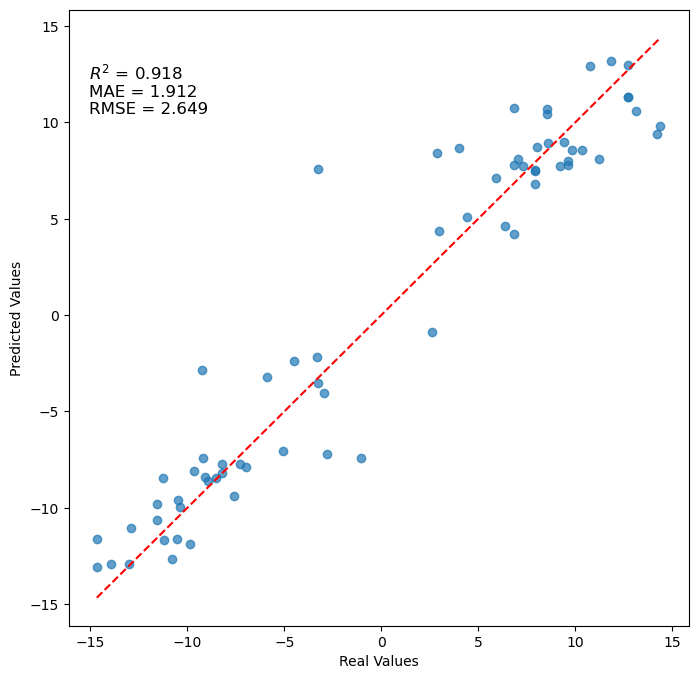 R² = 0.918
MAE = 1.912
RMSE = 2.649
15
10
5
0
−5
−10
−15
Predicted Values
−15 −10 −5 0 5 10 15
Real Values